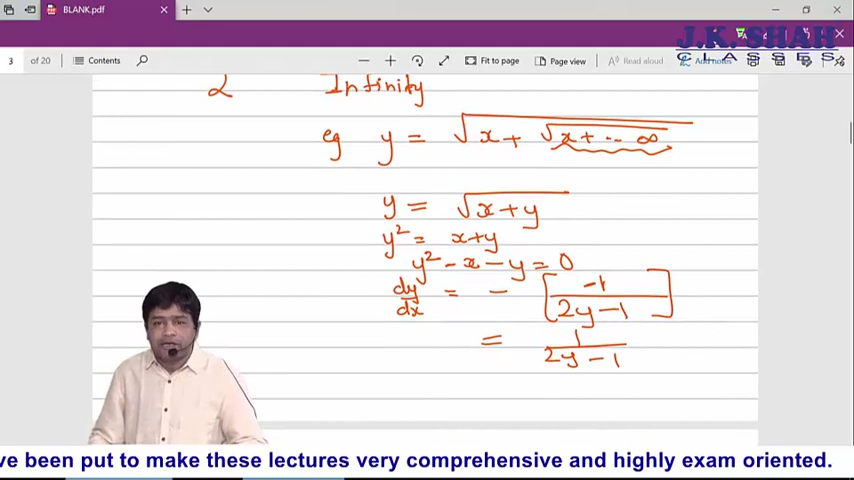 BLANK.pdf
J.K. SHAH
CLASSES
3 of 20 Contents Fit to page Page view Read aloud Add notes
2 Infinity
eg y = √x + √x + ... ∞
y = √x + y
y² = x + y
y² - x - y = 0
dy/dx = - [-1/2y - 1]
= 1/2y - 1
ve been put to make these lectures very comprehensive and highly exam oriented.